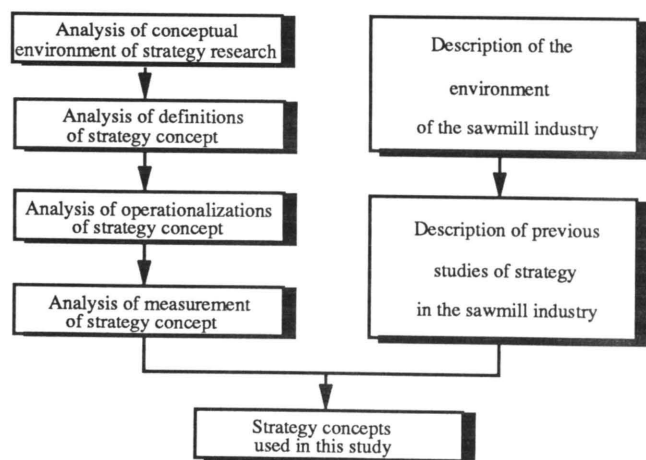 Analysis of conceptual
environment of strategy research
Analysis of definitions
of strategy concept
Analysis of operationalizations
of strategy concept
Analysis of measurement
of strategy concept
Description of the
environment
of the sawmill industry
Description of previous
studies of strategy
in the sawmill industry
Strategy concepts
used in this study